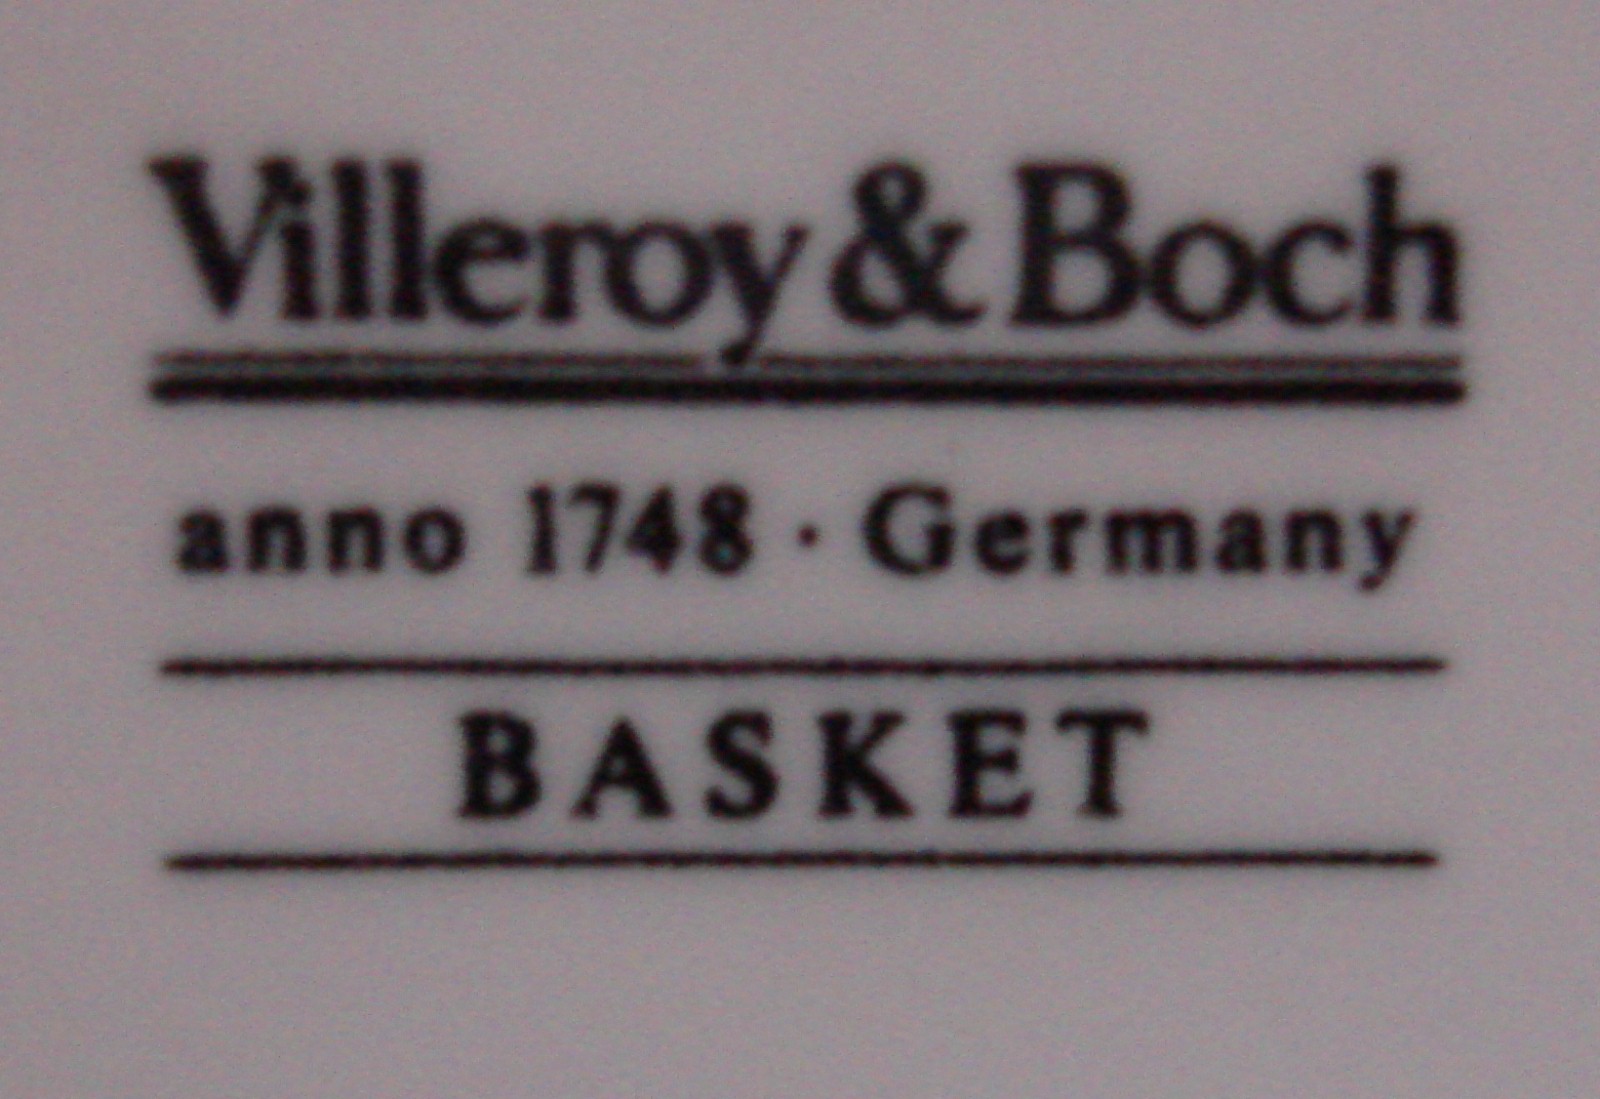 Villeroy & Boch
anno 1748 · Germany
BASKET